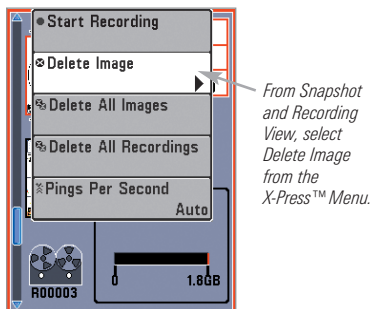 Start Recording
Delete Image
Delete All Images
Delete All Recordings
Pings Per Second
Auto
R00003
0
1.8GB
From Snapshot
and Recording
View, select
Delete Image
from the
X-Press™ Menu.